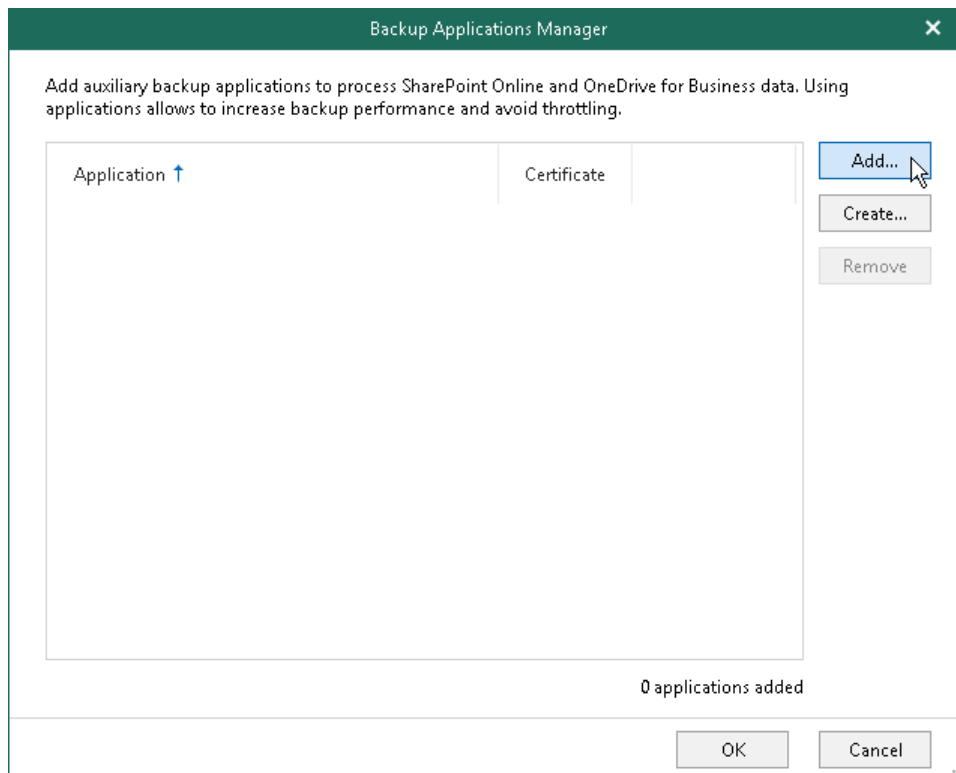 Backup Applications Manager
Add auxiliary backup applications to process SharePoint Online and OneDrive for Business data. Using
applications allows to increase backup performance and avoid throttling.
Application
Certificate
Add...
Create...
Remove
0 applications added
OK
Cancel